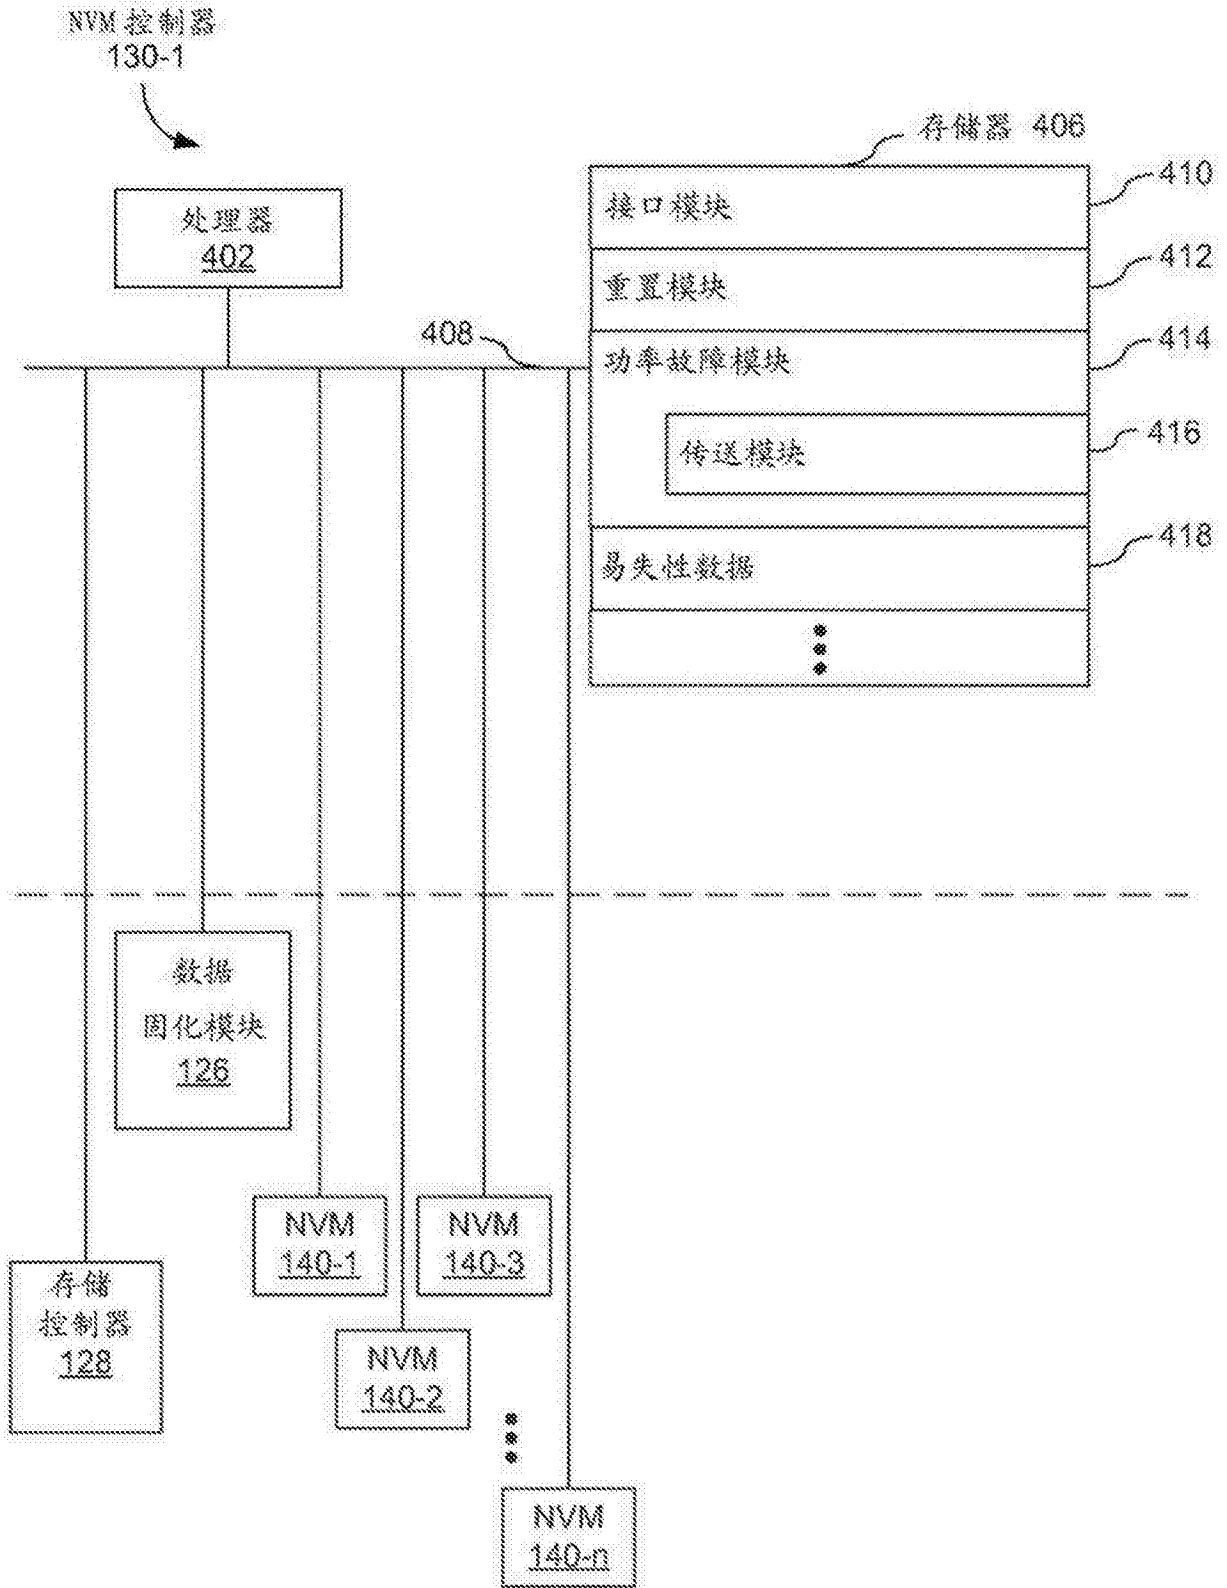 NVM 控制器
130-1
存储器 406
处理器
402
408
接口模块
410
重置模块
412
功率故障模块
414
传送模块
416
易失性数据
418
数据
固化模块
126
存储
控制器
128
NVM
140-1
NVM
140-3
NVM
140-2
NVM
140-n